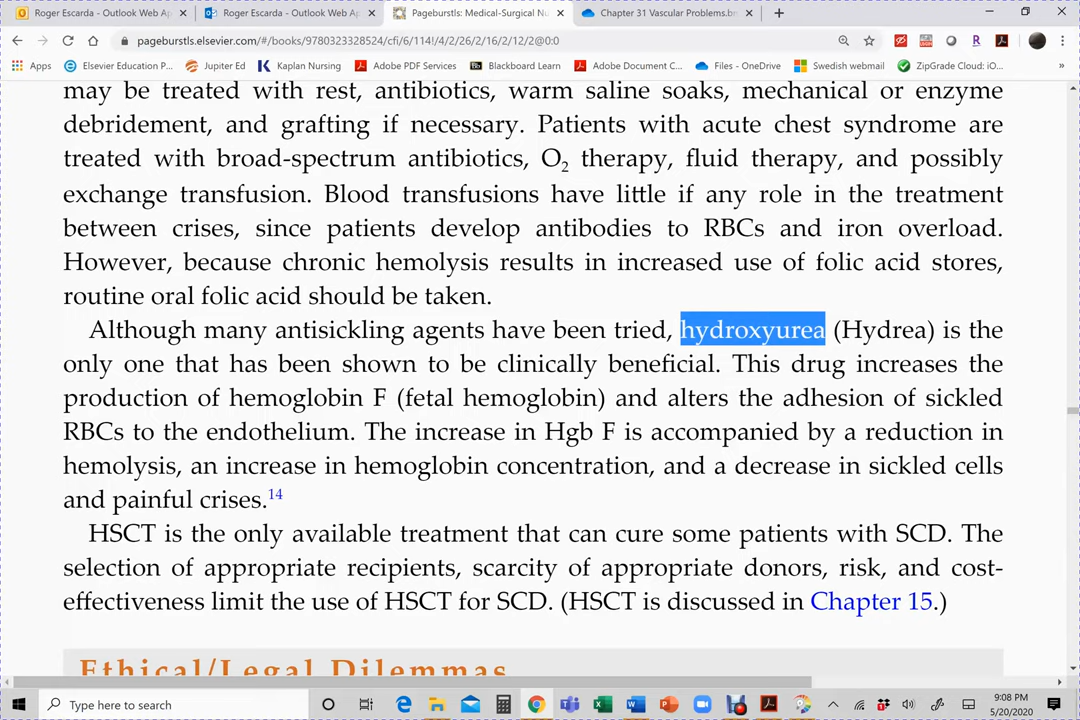 Roger Escarda - Outlook Web Ap
Roger Escarda - Outlook Web Ap
Pageburstls: Medical-Surgical Nu
Chapter 31 Vascular Problems.bn
pageburstls.elsevier.com/#/books/9780323328524/cfi/6/114!/4/2/26/2/16/2/12/2@0:0
Apps
Elsevier Education P...
Jupiter Ed
Kaplan Nursing
Adobe PDF Services
Bb Blackboard Learn
Adobe Document C...
Files - OneDrive
Swedish webmail
ZipGrade Cloud: iO...
»
may be treated with rest, antibiotics, warm saline soaks, mechanical or enzyme
debridement, and grafting if necessary. Patients with acute chest syndrome are
treated with broad-spectrum antibiotics, O2 therapy, fluid therapy, and possibly
exchange transfusion. Blood transfusions have little if any role in the treatment
between crises, since patients develop antibodies to RBCs and iron overload.
However, because chronic hemolysis results in increased use of folic acid stores,
routine oral folic acid should be taken.
Although many antisickling agents have been tried, hydroxyurea (Hydrea) is the
only one that has been shown to be clinically beneficial. This drug increases the
production of hemoglobin F (fetal hemoglobin) and alters the adhesion of sickled
RBCs to the endothelium. The increase in Hgb F is accompanied by a reduction in
hemolysis, an increase in hemoglobin concentration, and a decrease in sickled cells
and painful crises.14
HSCT is the only available treatment that can cure some patients with SCD. The
selection of appropriate recipients, scarcity of appropriate donors, risk, and cost-
effectiveness limit the use of HSCT for SCD. (HSCT is discussed in Chapter 15.)
Ethical/Legal Dilemmas
Type here to search
9:08 PM
5/20/2020